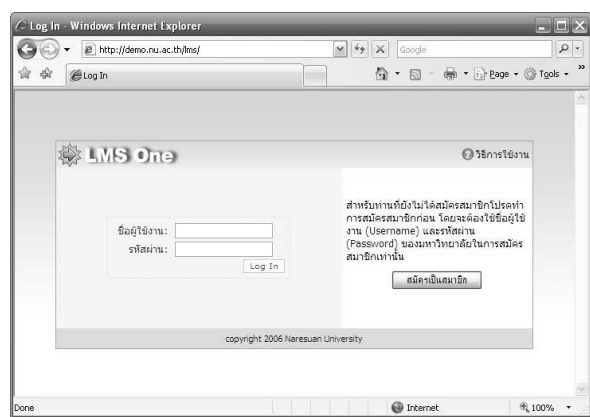 Log In - Windows Internet Explorer
http://demo.nu.ac.th/lms/
Google
Log In
Page
Tools
LMS One
วิธีการใช้งาน
ชื่อผู้ใช้งาน:
รหัสผ่าน:
Log In
สำหรับท่านที่ยังไม่ได้สมัครสมาชิกโปรดทำ
การสมัครสมาชิกก่อน โดยจะต้องใช้ชื่อผู้ใช้
งาน (Username) และรหัสผ่าน
(Password) ของมหาวิทยาลัยในการสมัคร
สมาชิกเท่านั้น
สมัครเป็นสมาชิก
copyright 2006 Naresuan University
Done
Internet
100%